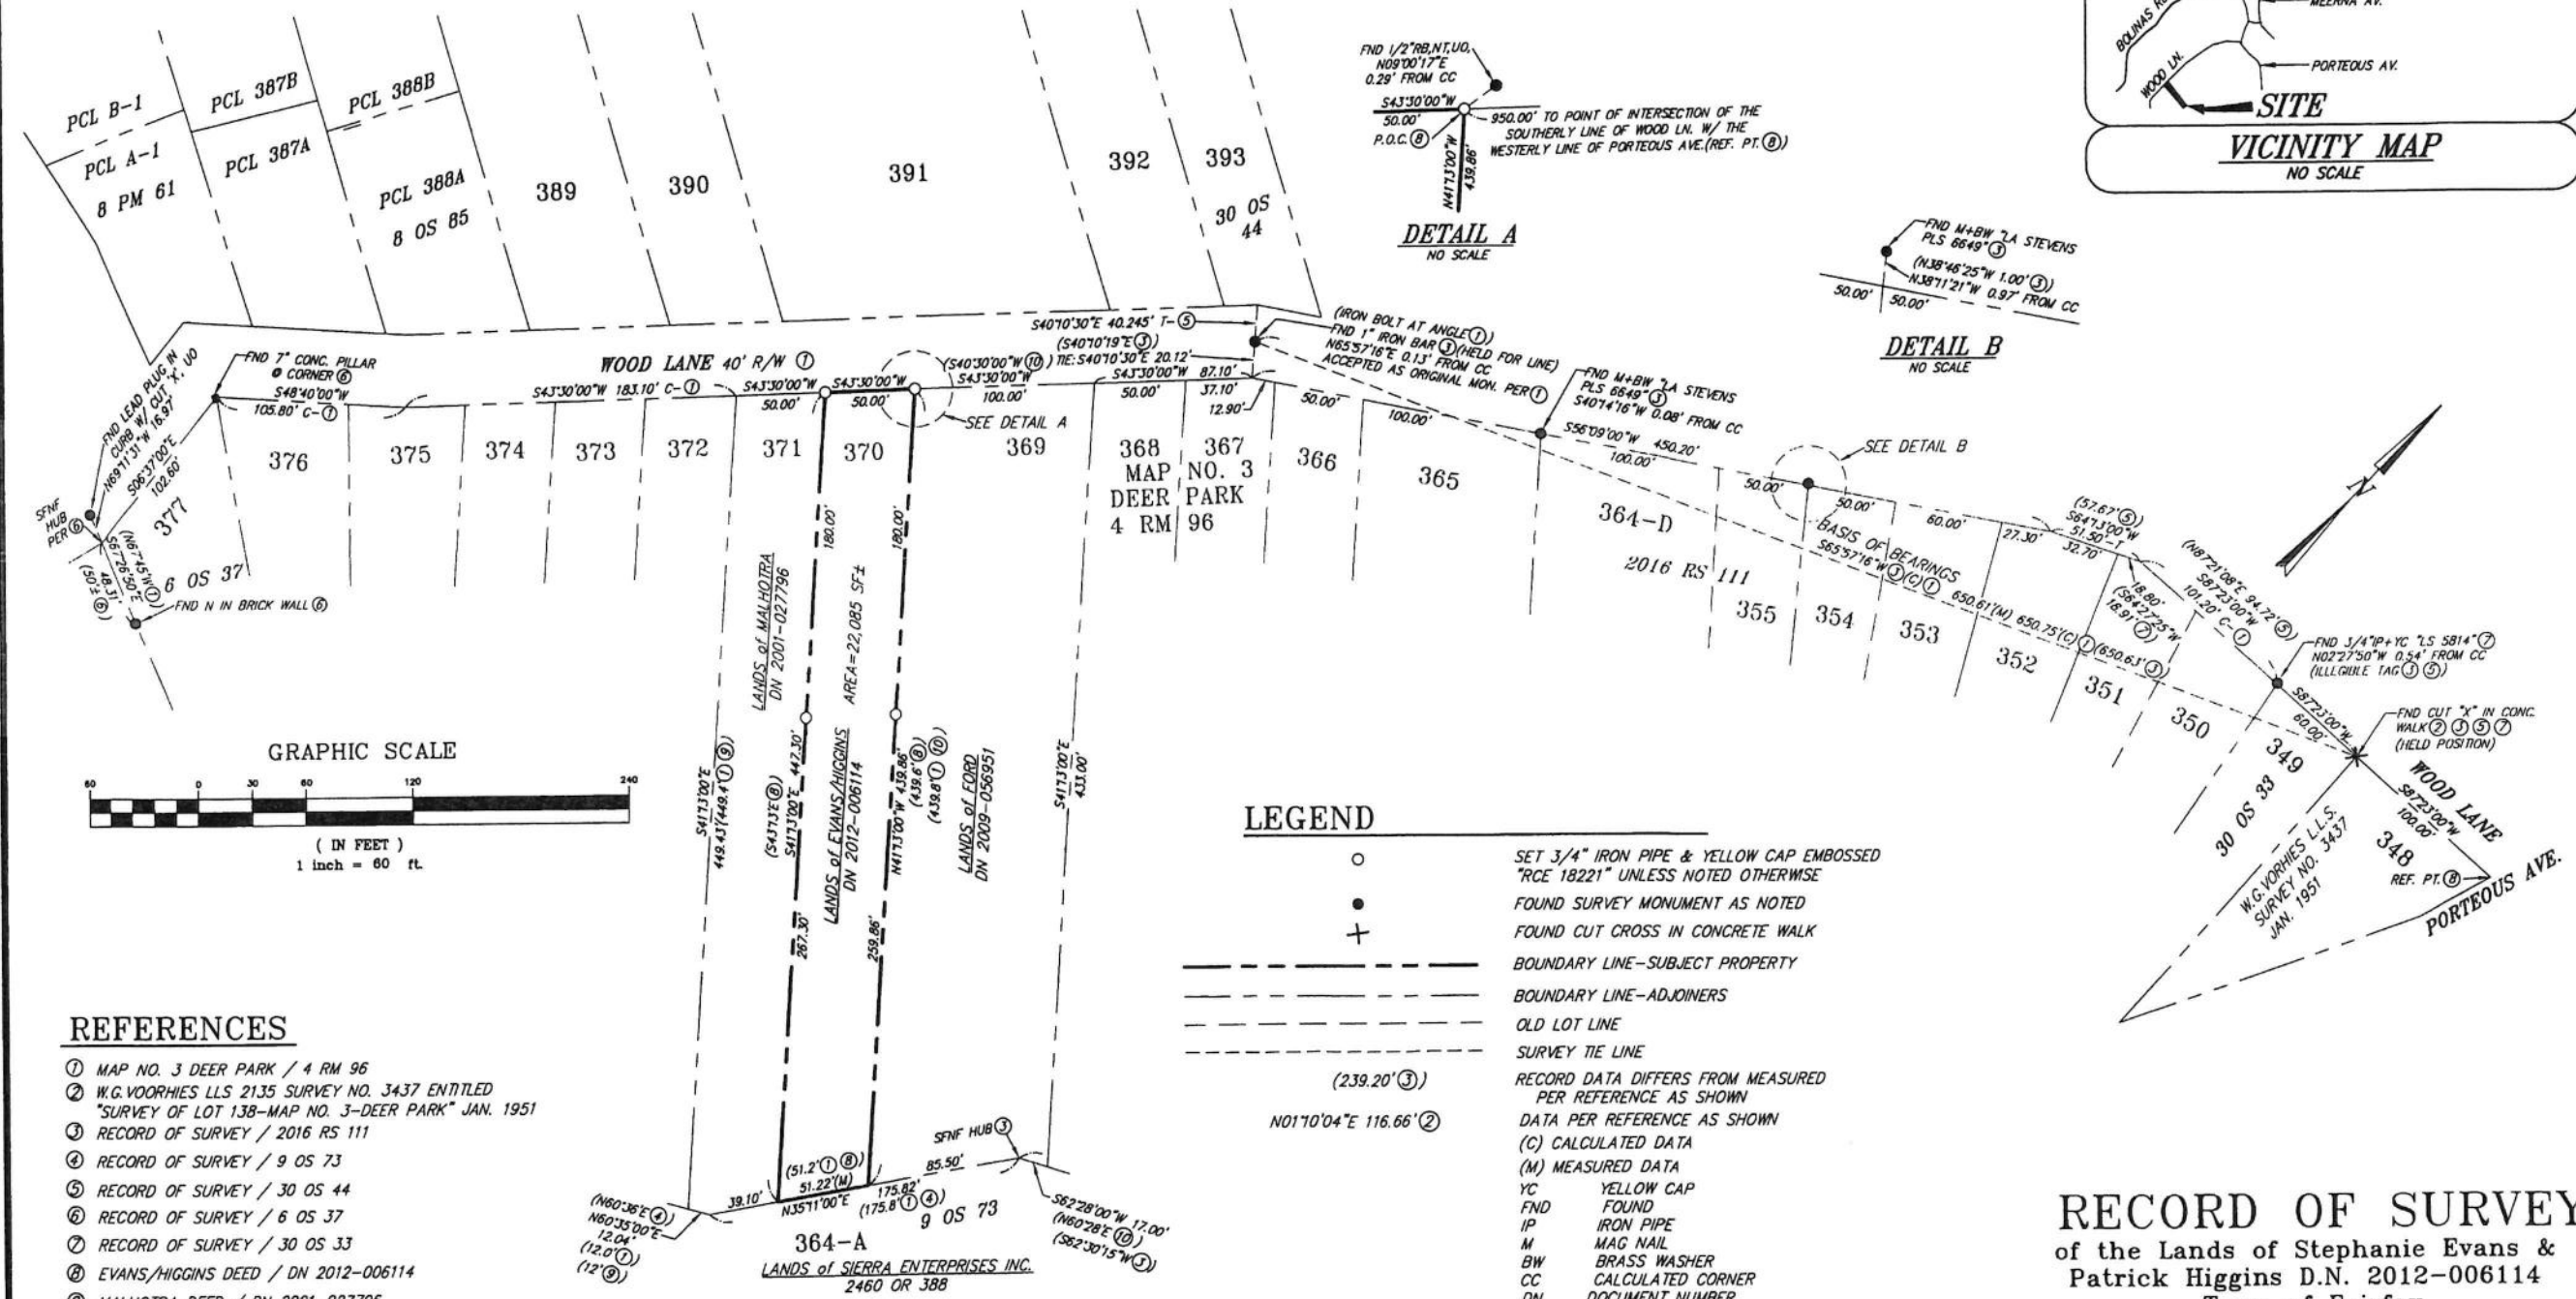 PCL B-1
PCL A-1
8 PM 61
PCL 387B
PCL 387A
PCL 388B
PCL 388A
8 OS 85
389
390
391
392
393
30 OS
44
FND 1/2"RB,NT,UO,
N09°00'17"E
0.29' FROM CC
S43°30'00"W
50.00'
P.O.C.⑧
950.00' TO POINT OF INTERSECTION OF THE
SOUTHERLY LINE OF WOOD LN. W/ THE
WESTERLY LINE OF PORTEOUS AVE.(REF. PT.⑧)
N41°13'00"W
439.86'
DETAIL A
NO SCALE
MEERNA AV.
PORTEOUS AV.
WOOD LN.
SITE
VICINITY MAP
NO SCALE
FND M+BW "LA STEVENS
PLS 6649"③
(N38°46'25"W 1.00'③)
N38°11'21"W 0.97' FROM CC
50.00'
50.00'
DETAIL B
NO SCALE
FND LEAD PLUG IN
CURB W/ CUT 'X', UO
N69°11'31"W 16.97'
S06°37'00"E
102.60'
FND 7" CONC. PILLAR
@ CORNER⑥
S48°40'00"W
105.80' C-①
WOOD LANE 40' R/W ①
S43°30'00"W 183.10' C-①
S43°30'00"W
50.00'
S43°30'00"W
50.00'
S40°10'30"E 40.245' T-⑤
(S40°10'19"E③)
(S40°30'00"W⑩) TIE: S40°10'30"E 20.12'
S43°30'00"W
100.00'
S43°30'00"W 87.10'
50.00'
37.10'
12.90'
SEE DETAIL A
(IRON BOLT AT ANGLE①)
FND 1" IRON BAR③(HELD FOR LINE)
N65°57'16"E 0.13' FROM CC
ACCEPTED AS ORIGINAL MON. PER①
50.00'
100.00'
FND M+BW "LA STEVENS
PLS 6649"③
S40°14'16"W 0.08' FROM CC
S56°09'00"W 450.20'
100.00'
SEE DETAIL B
50.00'
50.00'
60.00'
27.30'
(57.67'⑤)
S64°13'00"W
51.50'-T
32.70'
18.80'
(S64°27'25"W
18.91'⑦)
(N87°21'08"E 94.72'⑤)
S87°23'00"W
101.20' C-①
FND 3/4"IP+YC "LS 5814"⑦
N02°27'50"W 0.54' FROM CC
(ILLEGIBLE TAG③⑤)
S87°23'00"W
60.00'
FND CUT "X" IN CONC.
WALK②③⑤⑦
(HELD POSITION)
WOOD LANE
S87°23'00"W
100.00'
REF. PT.⑧
PORTEOUS AVE.
BASIS OF BEARINGS
S65°57'16"W③(C)① 650.61'(M) 650.75'(C)①(650.63'③)
SFNF
HUB
PER⑥
377
376
375
374
373
372
371
370
369
368
367
366
365
364-D
355
354
353
352
351
350
349
348
MAP NO. 3
DEER PARK
4 RM 96
2016 RS 111
30 OS 33
W.G.VORHIES L.L.S.
SURVEY NO. 3437
JAN. 1951
(N67°45'W①)
S67°26'50"E
48.31'
(50'±⑥)
6 OS 37
FND N IN BRICK WALL⑥
180.00'
180.00'
LANDS of MALHOTRA
DN 2001-027796
AREA=22,085 SF±
LANDS of EVANS/HIGGINS
DN 2012-006114
LANDS of FORD
DN 2009-056951
S41°13'00"E
449.43'(449.4'①⑨)
(S43°13'E⑧)
S41°13'00"E 447.30'
267.30'
N41°13'00"W 439.86'
(439.6'⑧)
(439.8'①⑩)
259.86'
S41°13'00"E
433.00'
GRAPHIC SCALE
60 0 30 60 120 240
( IN FEET )
1 inch = 60 ft.
LEGEND
SET 3/4" IRON PIPE & YELLOW CAP EMBOSSED
"RCE 18221" UNLESS NOTED OTHERWISE
FOUND SURVEY MONUMENT AS NOTED
FOUND CUT CROSS IN CONCRETE WALK
BOUNDARY LINE-SUBJECT PROPERTY
BOUNDARY LINE-ADJOINERS
OLD LOT LINE
SURVEY TIE LINE
(239.20'③) RECORD DATA DIFFERS FROM MEASURED
PER REFERENCE AS SHOWN
N01°10'04"E 116.66'② DATA PER REFERENCE AS SHOWN
(C) CALCULATED DATA
(M) MEASURED DATA
YC YELLOW CAP
FND FOUND
IP IRON PIPE
M MAG NAIL
BW BRASS WASHER
CC CALCULATED CORNER
DN DOCUMENT NUMBER
REFERENCES
① MAP NO. 3 DEER PARK / 4 RM 96
② W.G.VOORHIES LLS 2135 SURVEY NO. 3437 ENTITLED
"SURVEY OF LOT 138-MAP NO. 3-DEER PARK" JAN. 1951
③ RECORD OF SURVEY / 2016 RS 111
④ RECORD OF SURVEY / 9 OS 73
⑤ RECORD OF SURVEY / 30 OS 44
⑥ RECORD OF SURVEY / 6 OS 37
⑦ RECORD OF SURVEY / 30 OS 33
⑧ EVANS/HIGGINS DEED / DN 2012-006114
(N60°36'E④)
N60°35'00"E
12.04'
(12.0'①)
(12'⑨)
39.10'
(51.2'①⑧)
51.22'(M)
N35°11'00"E
175.82'
(175.8'①④)
85.50'
SFNF HUB③
S62°28'00"W 17.00'
(N60°28'E⑩)
(S62°30'15"W③)
9 OS 73
364-A
LANDS of SIERRA ENTERPRISES INC.
2460 OR 388
RECORD OF SURVEY
of the Lands of Stephanie Evans &
Patrick Higgins D.N. 2012-006114